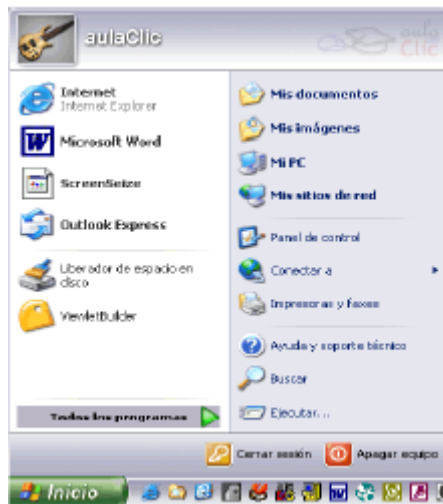 aulaClic
aula
Clic
Internet
Internet Explorer
Microsoft Word
ScreenSeize
Outlook Express
Liberador de espacio en
disco
ViewletBuilder
Todos los programas
Mis documentos
Mis imágenes
Mi PC
Mis sitios de red
Panel de control
Conectar a
Impresoras y faxes
Ayuda y soporte técnico
Buscar
Ejecutar...
Cerrar sesión
Apagar equipo
Inicio